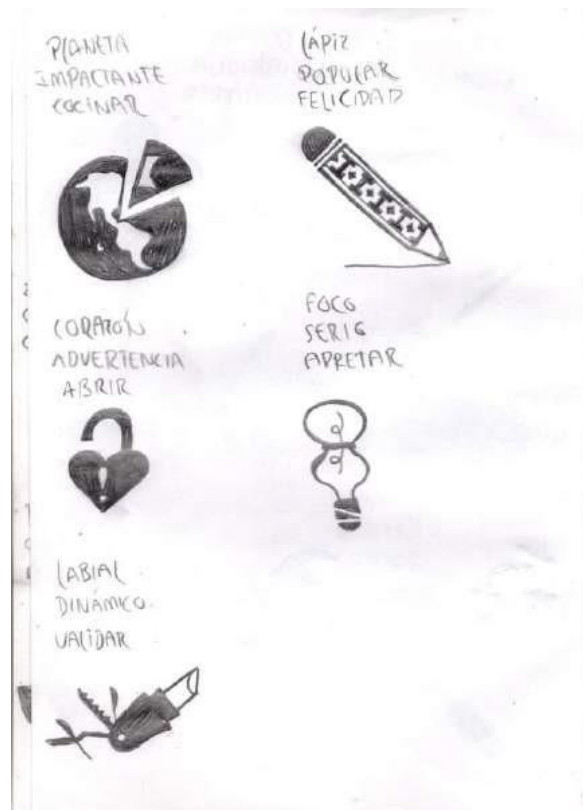 PLANETA
IMPACTANTE
COCINAR
LÁPIZ
POPULAR
FELICIDAD
CORAZÓN
ADVERTENCIA
ABRIR
FOCO
SERIO
APRETAR
LABIAL
DINÁMICO
VALIDAR